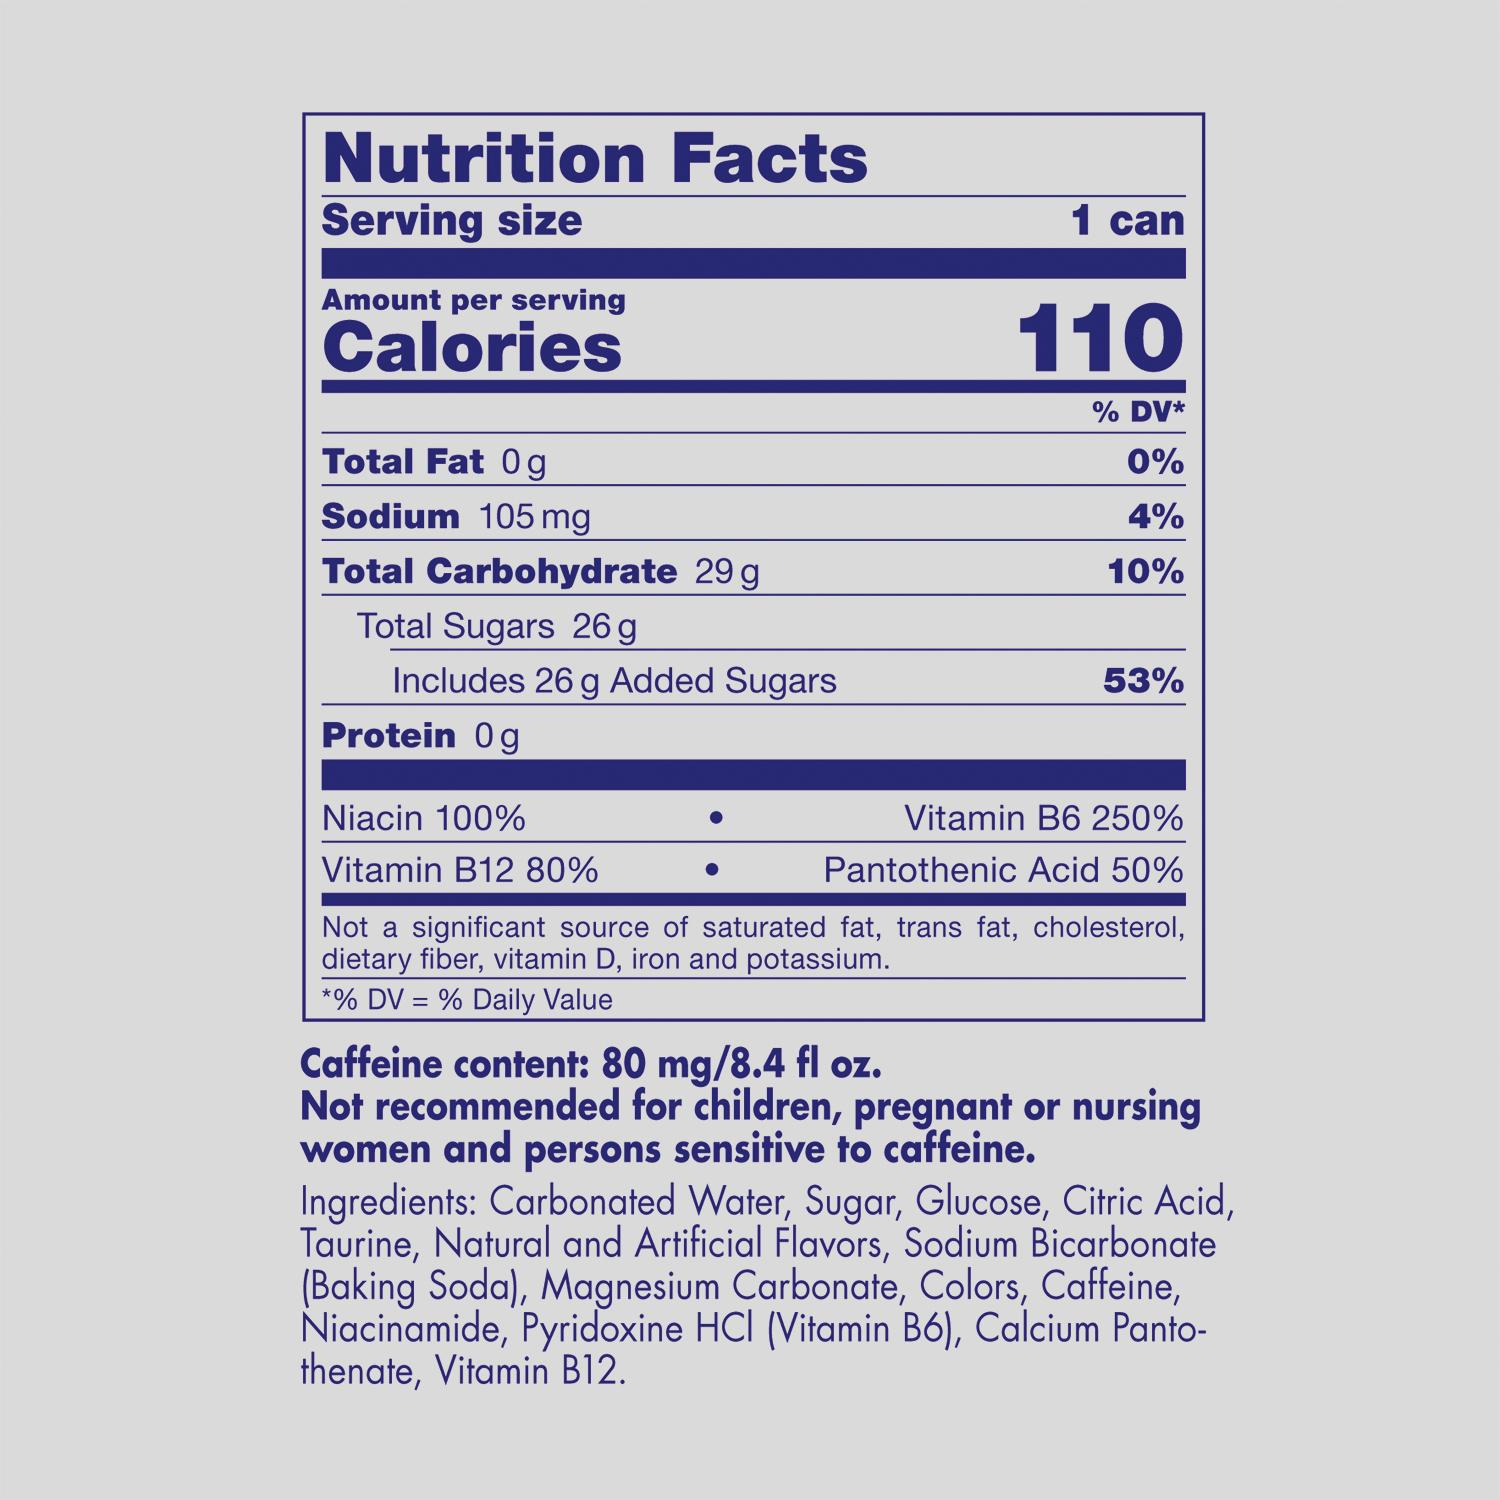 Nutrition Facts
Serving size 1 can
Amount per serving
Calories 110
% DV*
Total Fat 0 g 0%
Sodium 105 mg 4%
Total Carbohydrate 29 g 10%
Total Sugars 26 g
Includes 26 g Added Sugars 53%
Protein 0 g
Niacin 100% • Vitamin B6 250%
Vitamin B12 80% • Pantothenic Acid 50%
Not a significant source of saturated fat, trans fat, cholesterol,
dietary fiber, vitamin D, iron and potassium.
*% DV = % Daily Value
Caffeine content: 80 mg/8.4 fl oz.
Not recommended for children, pregnant or nursing
women and persons sensitive to caffeine.
Ingredients: Carbonated Water, Sugar, Glucose, Citric Acid,
Taurine, Natural and Artificial Flavors, Sodium Bicarbonate
(Baking Soda), Magnesium Carbonate, Colors, Caffeine,
Niacinamide, Pyridoxine HCl (Vitamin B6), Calcium Panto-
thenate, Vitamin B12.